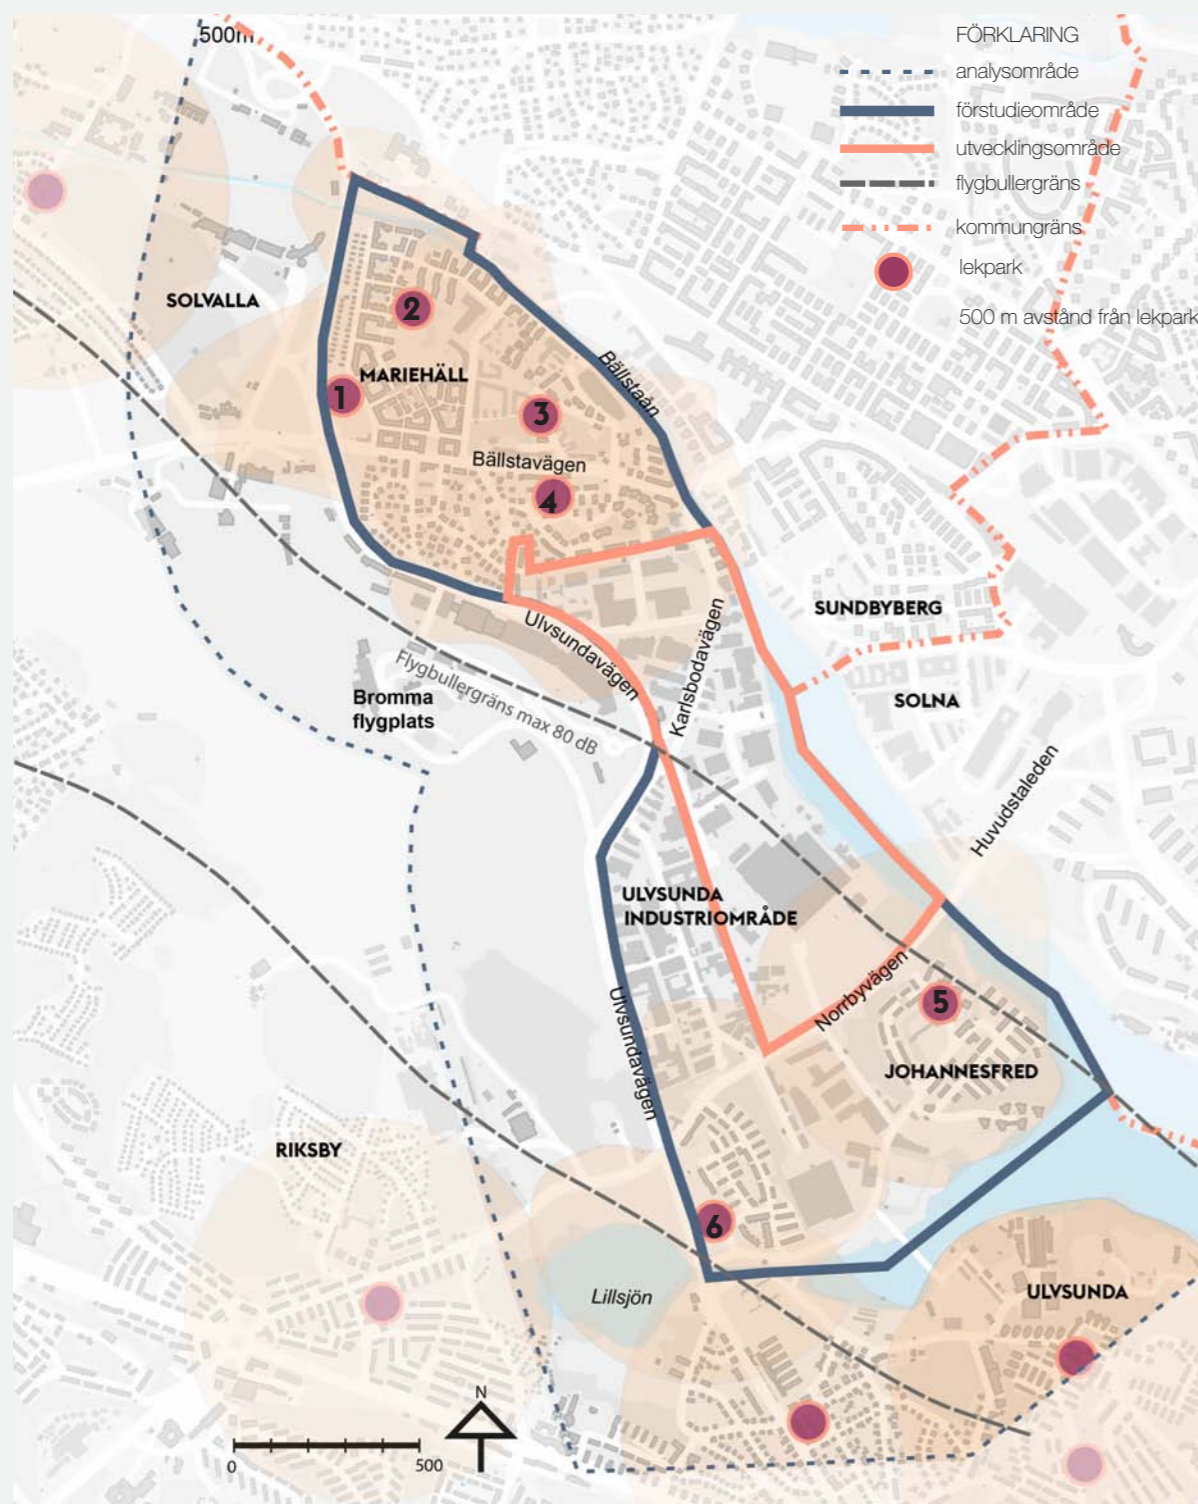 500m
FÖRKLARING
analysområde
förstudieområde
utvecklingsområde
flygbullergräns
kommungräns
lekpark
500 m avstånd från lekpark
SOLVALLA
2
MARIEHÄLL
1
3
Bällstaån
Bällstavägen
4
SUNDBYBERG
Ulvsundavägen
Karlsbodavägen
Flygbullergräns max 80 dB
Bromma
flygplats
SOLNA
Huvudstaleden
ULVSUNDA
INDUSTRIOMRÅDE
Norrbyvägen
5
Ulvsundavägen
JOHANNESFRED
RIKSBY
6
Lillsjön
ULVSUNDA
N
0 500